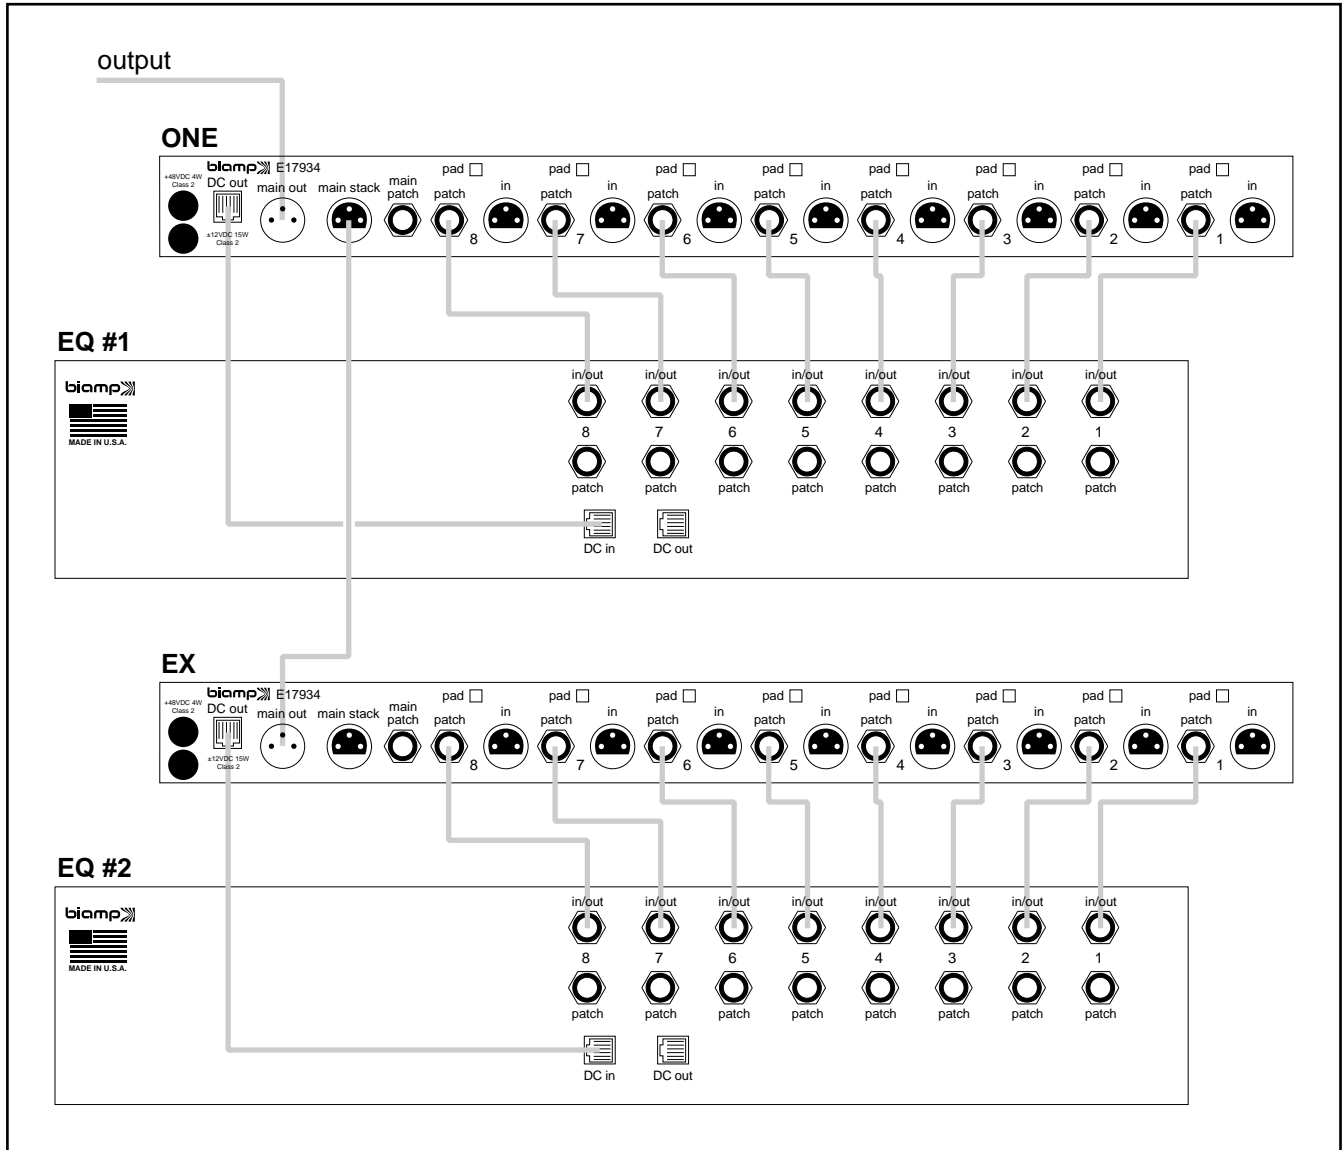 output
ONE
biamp E17934
+48VDC 4W
Class 2
DC out
±12VDC 15W
Class 2
main out
main stack
main
patch
pad
patch
in
8
pad
patch
in
7
pad
patch
in
6
pad
patch
in
5
pad
patch
in
4
pad
patch
in
3
pad
patch
in
2
pad
patch
in
1
EQ #1
biamp
MADE IN U.S.A.
in/out in/out in/out in/out in/out in/out in/out in/out
8 7 6 5 4 3 2 1
patch patch patch patch patch patch patch patch
DC in DC out
EX
biamp E17934
+48VDC 4W
Class 2
DC out
±12VDC 15W
Class 2
main out
main stack
main
patch
pad
patch
in
8
pad
patch
in
7
pad
patch
in
6
pad
patch
in
5
pad
patch
in
4
pad
patch
in
3
pad
patch
in
2
pad
patch
in
1
EQ #2
biamp
MADE IN U.S.A.
in/out in/out in/out in/out in/out in/out in/out in/out
8 7 6 5 4 3 2 1
patch patch patch patch patch patch patch patch
DC in DC out